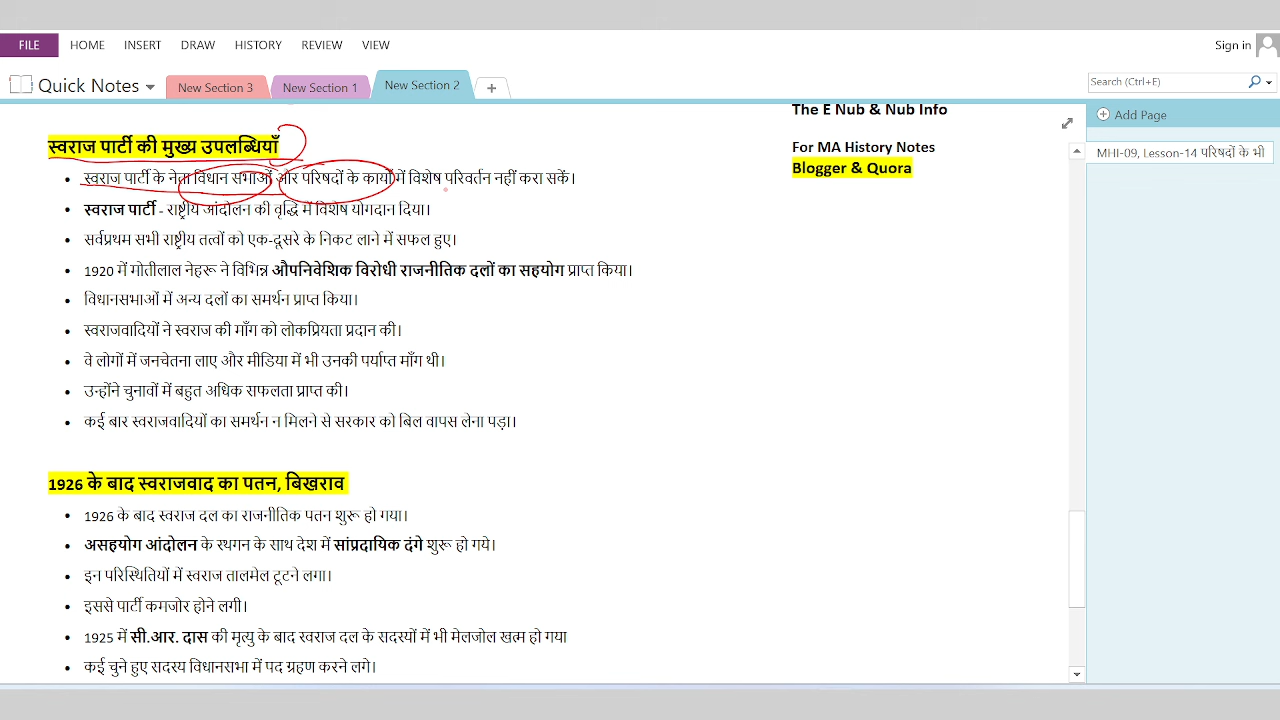 FILE HOME INSERT DRAW HISTORY REVIEW VIEW Sign in
Quick Notes New Section 3 New Section 1 New Section 2 + Search (Ctrl+E)
The E Nub & Nub Info
Add Page
For MA History Notes
MHI-09, Lesson-14 परिषदों के भी
Blogger & Quora
स्वराज पार्टी की मुख्य उपलब्धियाँ
स्वराज पार्टी के नेता विधान सभाओं और परिषदों के कार्यों में विशेष परिवर्तन नहीं करा सकें।
स्वराज पार्टी - राष्ट्रीय आंदोलन की वृद्धि में विशेष योगदान दिया।
सर्वप्रथम सभी राष्ट्रीय तत्वों को एक-दूसरे के निकट लाने में सफल हुए।
1920 में मोतीलाल नेहरू ने विभिन्न औपनिवेशिक विरोधी राजनीतिक दलों का सहयोग प्राप्त किया।
विधानसभाओं में अन्य दलों का समर्थन प्राप्त किया।
स्वराजवादियों ने स्वराज की माँग को लोकप्रियता प्रदान की।
वे लोगों में जनचेतना लाए और मीडिया में भी उनकी पर्याप्त माँग थी।
उन्होंने चुनावों में बहुत अधिक सफलता प्राप्त की।
कई बार स्वराजवादियों का समर्थन न मिलने से सरकार को बिल वापस लेना पड़ा।
1926 के बाद स्वराजवाद का पतन, बिखराव
1926 के बाद स्वराज दल का राजनीतिक पतन शुरू हो गया।
असहयोग आंदोलन के स्थगन के साथ देश में सांप्रदायिक दंगे शुरू हो गये।
इन परिस्थितियों में स्वराज तालमेल टूटने लगा।
इससे पार्टी कमजोर होने लगी।
1925 में सी.आर. दास की मृत्यु के बाद स्वराज दल के सदस्यों में भी मेलजोल खत्म हो गया
कई चुने हुए सदस्य विधानसभा में पद ग्रहण करने लगे।